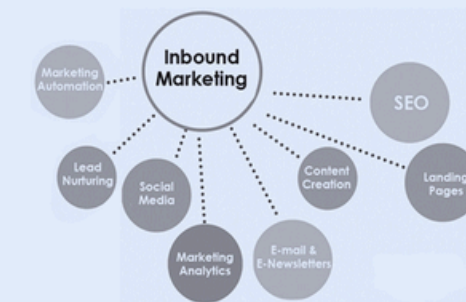 Inbound
Marketing
Marketing
Automation
SEO
Lead
Nurturing
Social
Media
Content
Creation
Landing
Pages
Marketing
Analytics
E-mail &
E-Newsletters